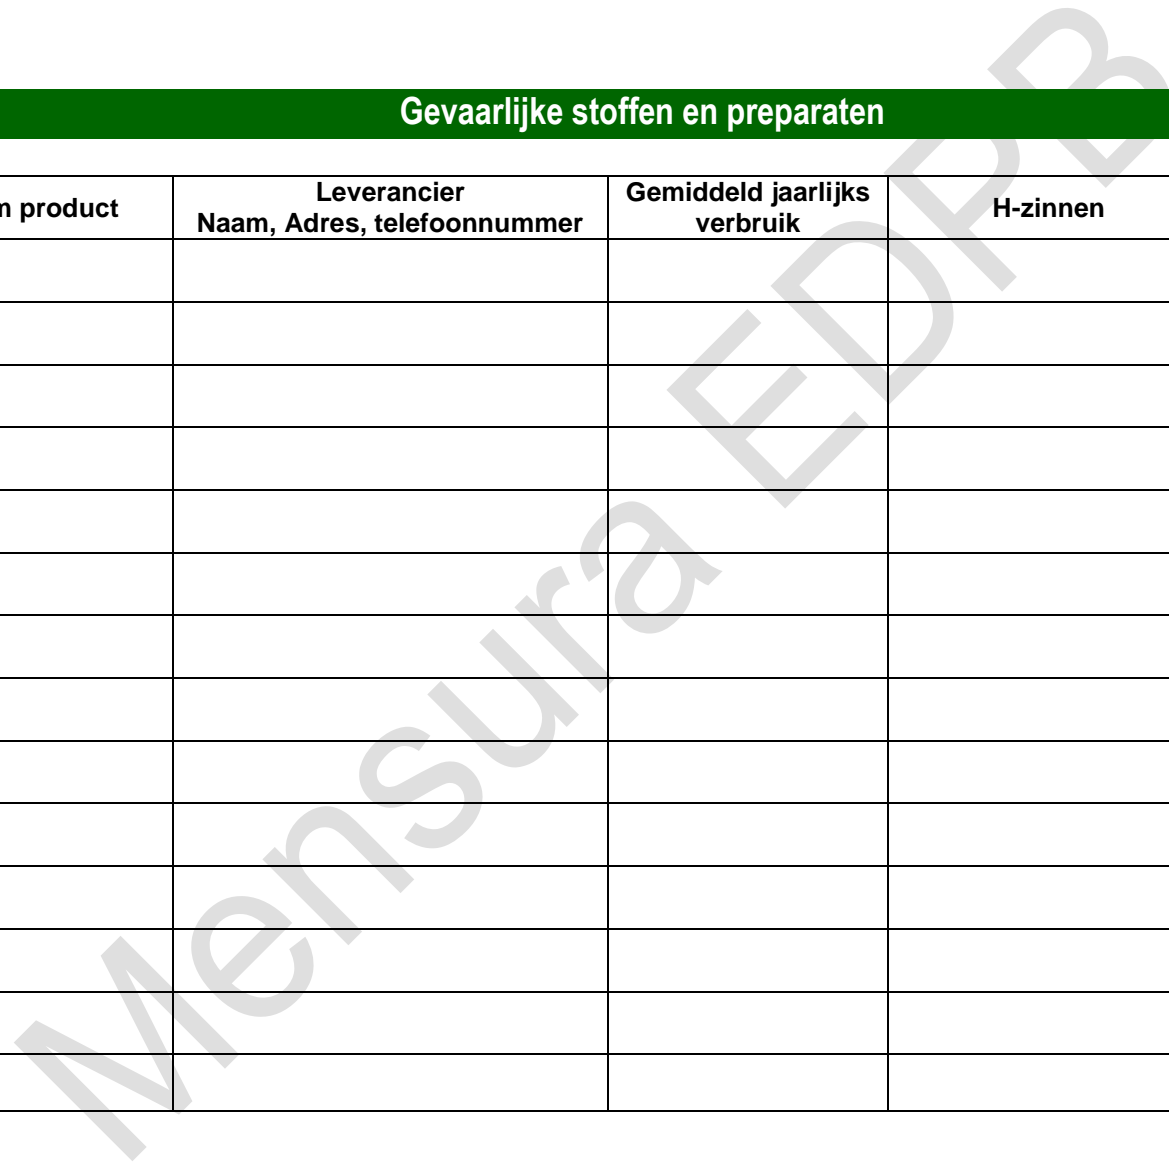 Gevaarlijke stoffen en preparaten
product
Leverancier
Naam, Adres, telefoonnummer
Gemiddeld jaarlijks
verbruik
H-zinnen
Mensura EDPB